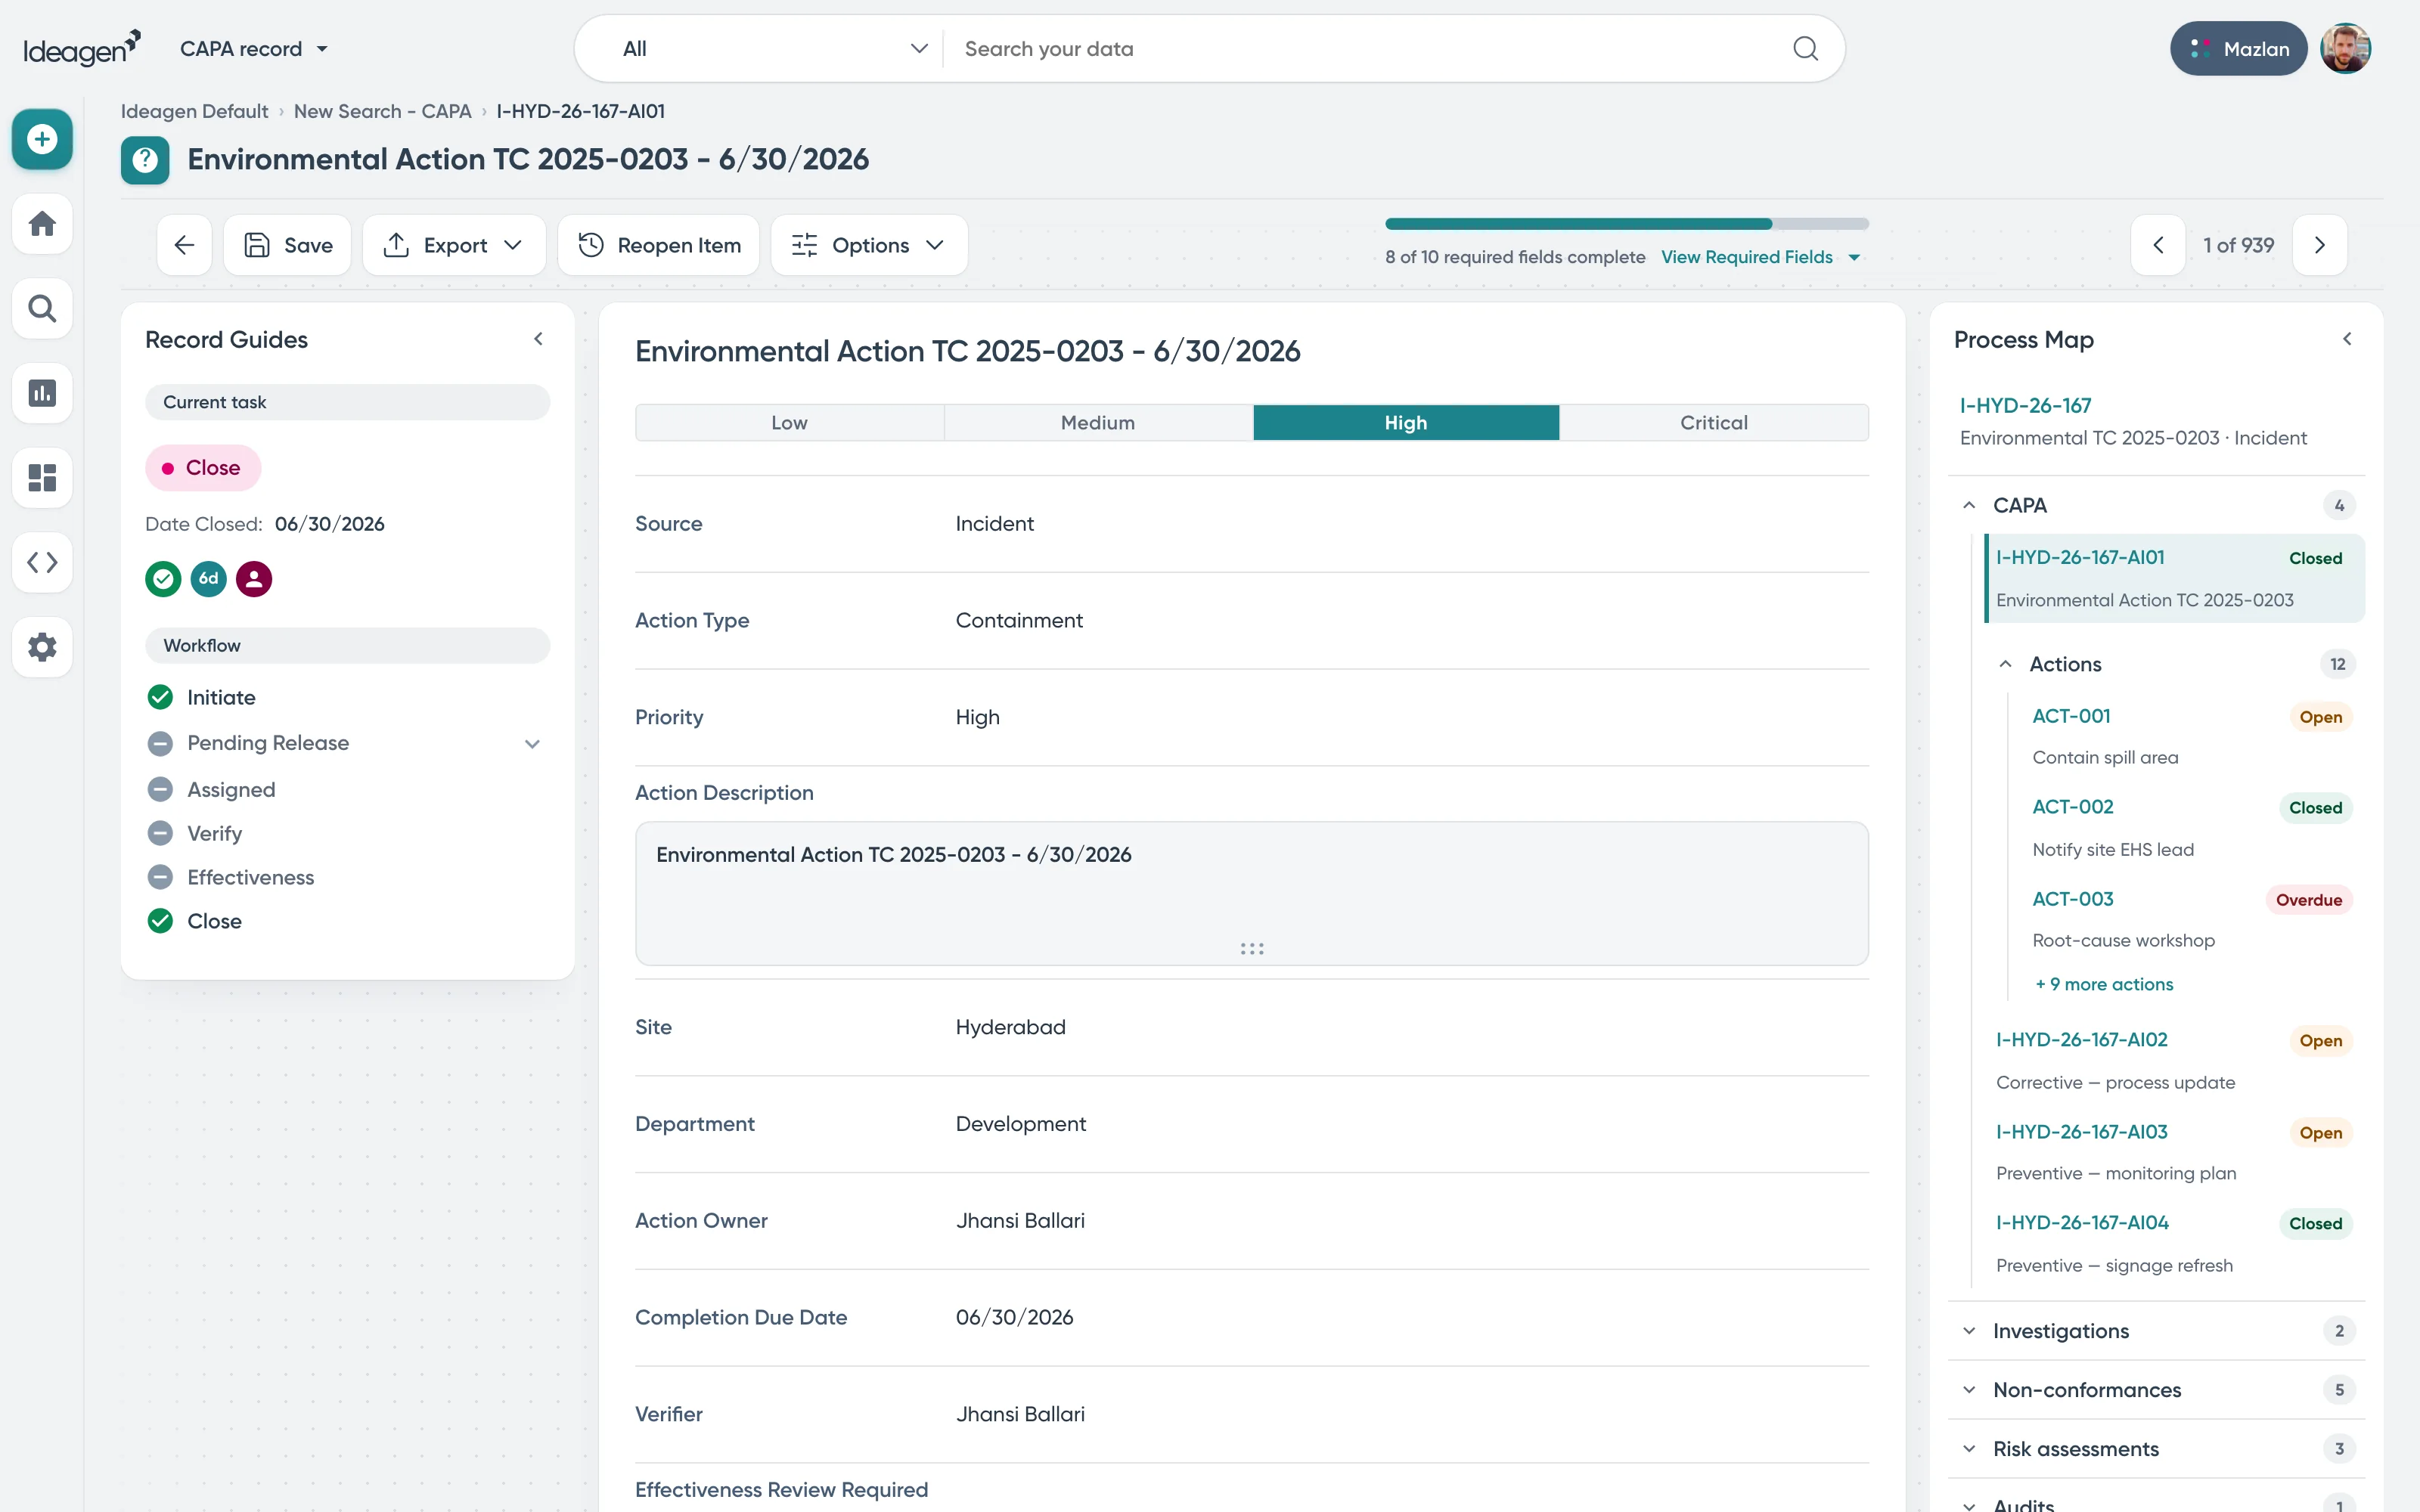 Ideagen
CAPA record
All
Search your data
Mazlan
Ideagen Default › New Search - CAPA › I-HYD-26-167-AI01
Environmental Action TC 2025-0203 - 6/30/2026
Save
Export
Reopen Item
Options
8 of 10 required fields complete
View Required Fields
1 of 939
Record Guides
Current task
Close
Date Closed: 06/30/2026
6d
Workflow
Initiate
Pending Release
Assigned
Verify
Effectiveness
Close
Environmental Action TC 2025-0203 - 6/30/2026
Low
Medium
High
Critical
Source
Incident
Action Type
Containment
Priority
High
Action Description
Environmental Action TC 2025-0203 - 6/30/2026
Site
Hyderabad
Department
Development
Action Owner
Jhansi Ballari
Completion Due Date
06/30/2026
Verifier
Jhansi Ballari
Effectiveness Review Required
Process Map
I-HYD-26-167
Environmental TC 2025-0203 · Incident
CAPA
4
I-HYD-26-167-AI01
Closed
Environmental Action TC 2025-0203
Actions
12
ACT-001
Open
Contain spill area
ACT-002
Closed
Notify site EHS lead
ACT-003
Overdue
Root-cause workshop
+ 9 more actions
I-HYD-26-167-AI02
Open
Corrective — process update
I-HYD-26-167-AI03
Open
Preventive — monitoring plan
I-HYD-26-167-AI04
Closed
Preventive — signage refresh
Investigations
2
Non-conformances
5
Risk assessments
3
Audits
1